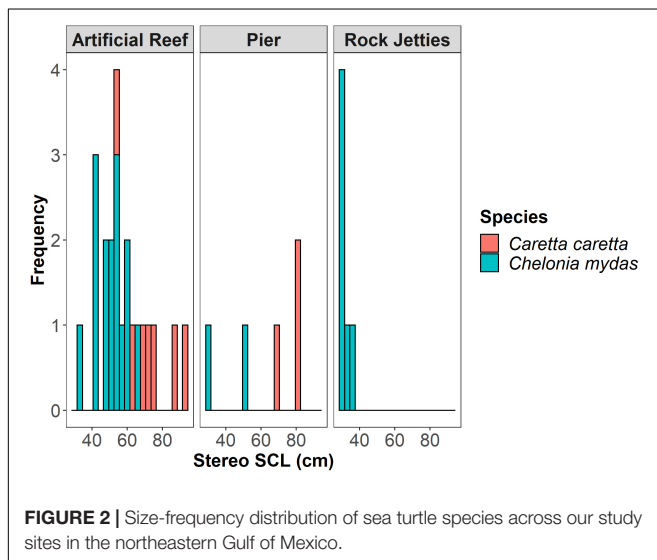 Artificial Reef Pier Rock Jetties
4
3
2
1
0
Frequency
40 60 80 40 60 80 40 60 80
Stereo SCL (cm)
Species
Caretta caretta
Chelonia mydas
FIGURE 2 | Size-frequency distribution of sea turtle species across our study
sites in the northeastern Gulf of Mexico.